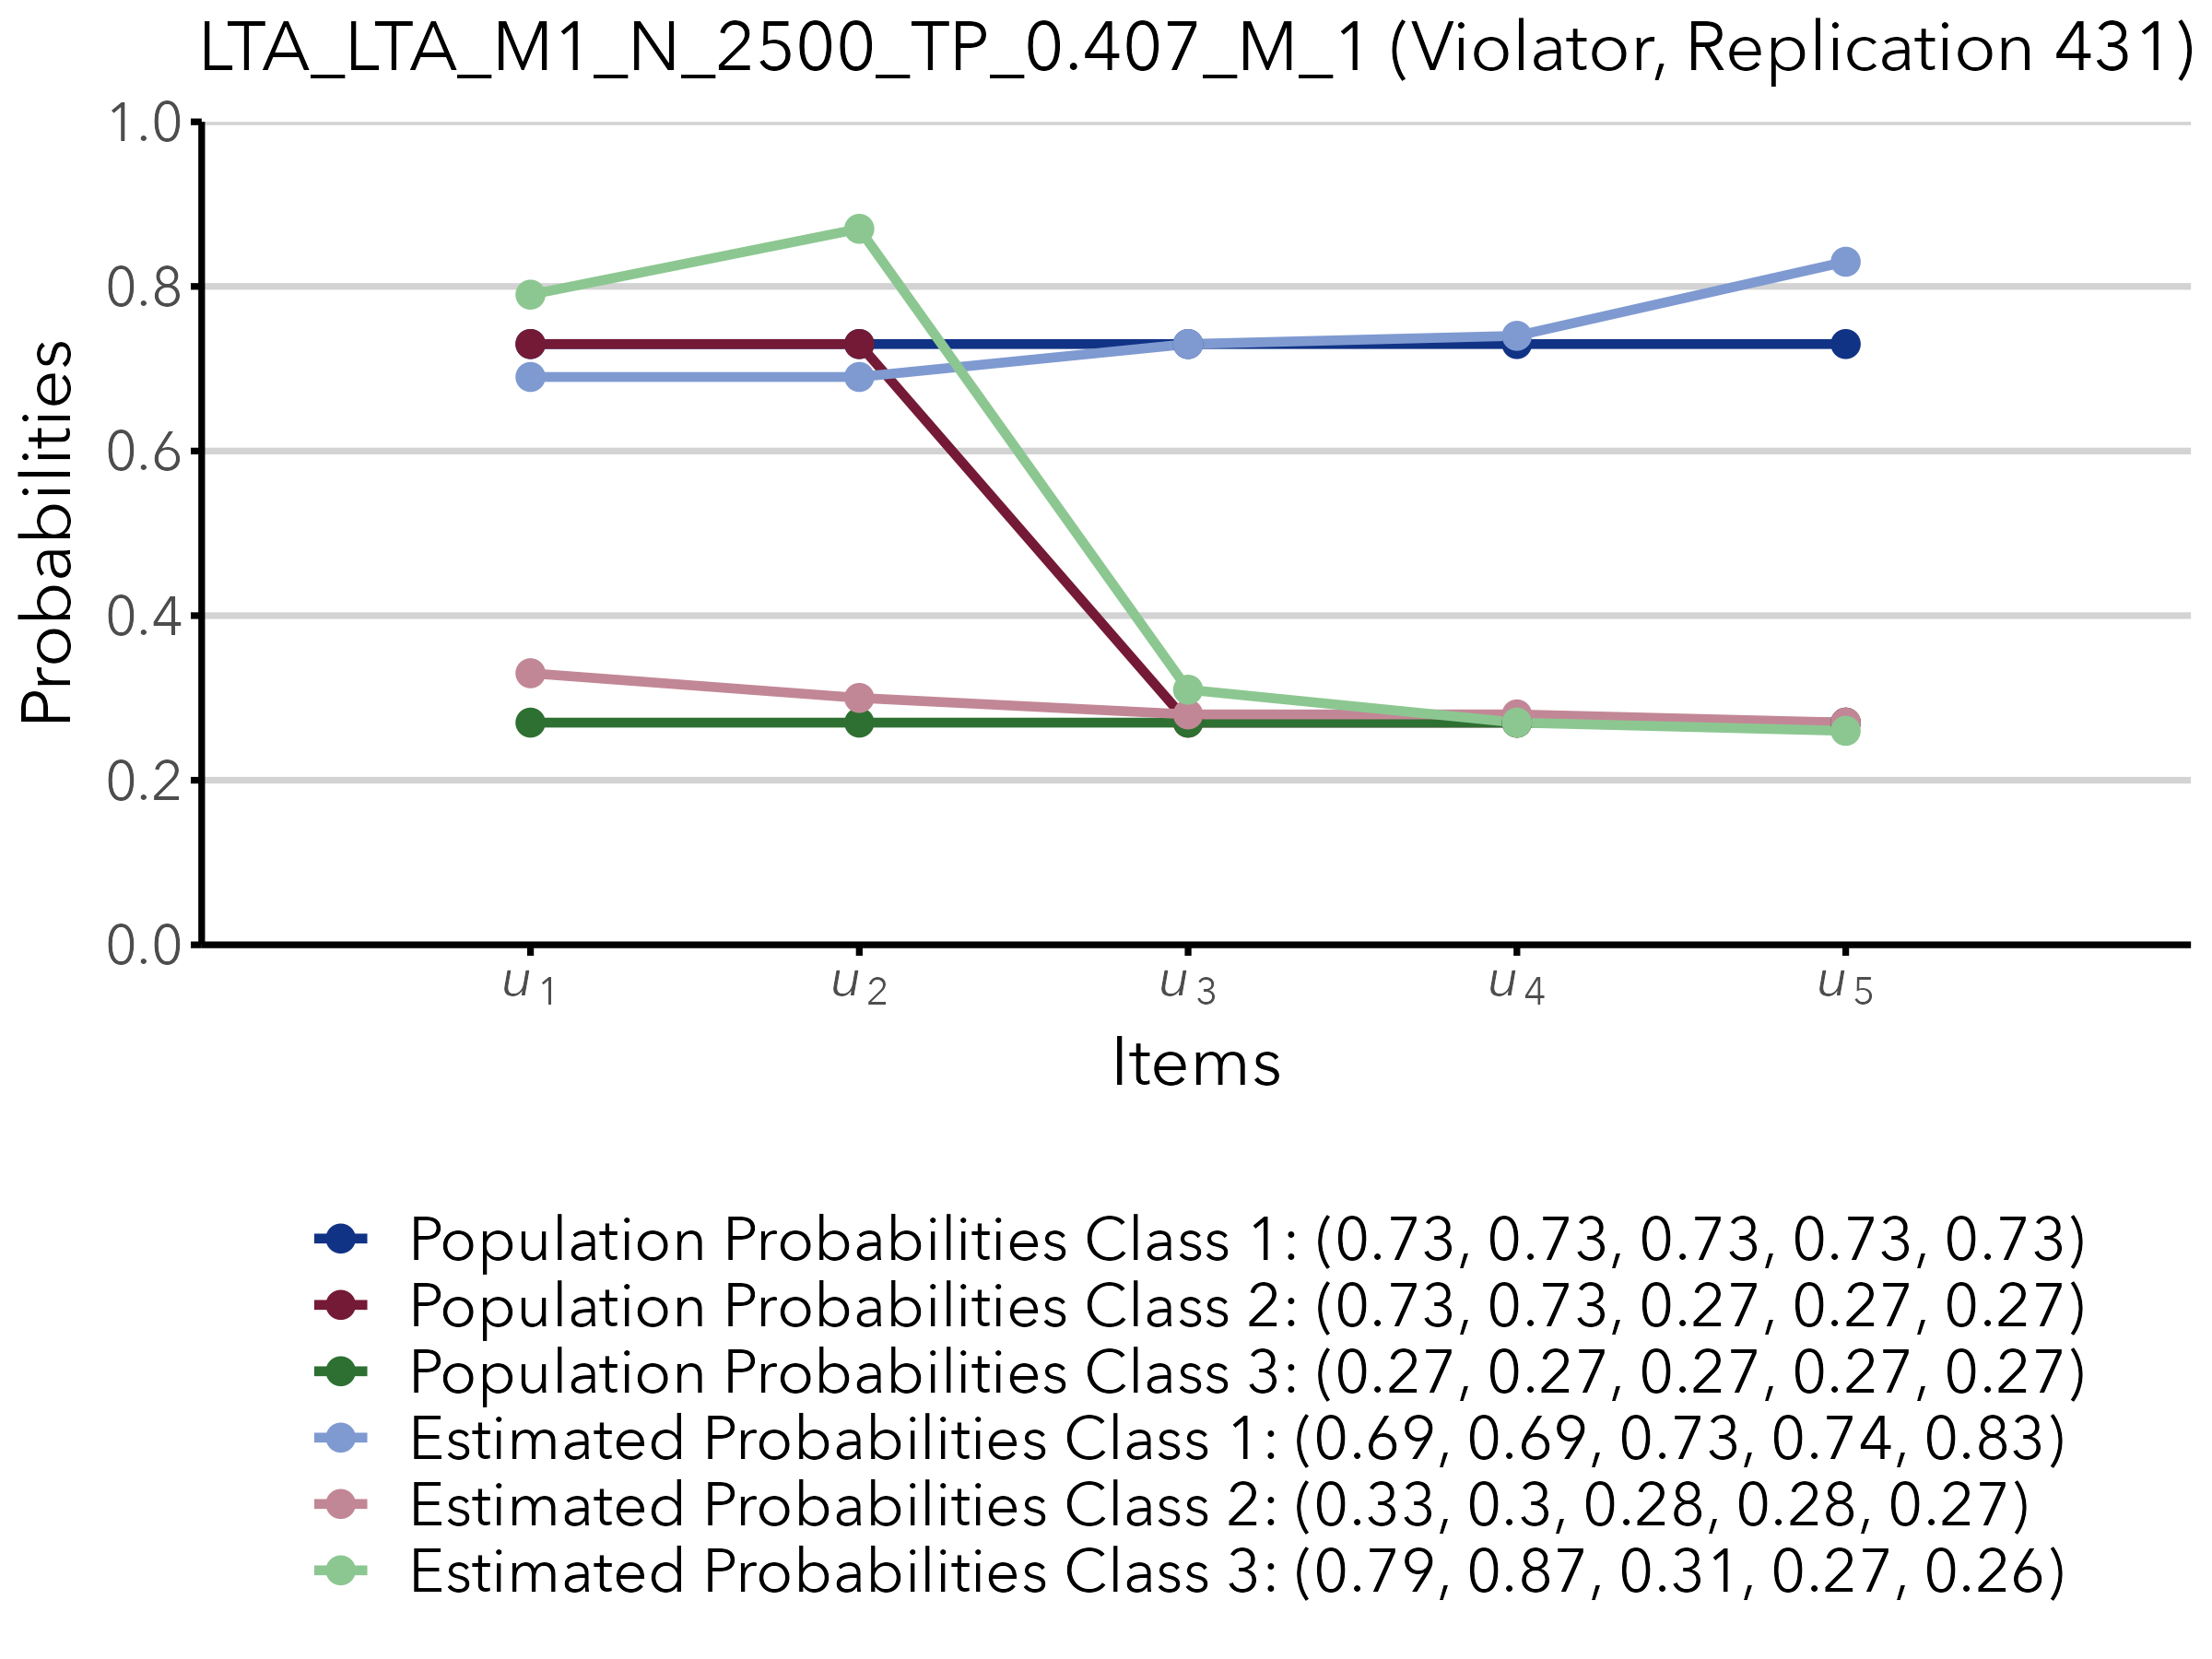 LTA_LTA_M1_N_2500_TP_0.407_M_1 (Violator, Replication 431)
1.0
0.8
0.6
0.4
0.2
0.0
Probabilities
u1
u2
u3
u4
u5
Items
Population Probabilities Class 1: (0.73, 0.73, 0.73, 0.73, 0.73)
Population Probabilities Class 2: (0.73, 0.73, 0.27, 0.27, 0.27)
Population Probabilities Class 3: (0.27, 0.27, 0.27, 0.27, 0.27)
Estimated Probabilities Class 1: (0.69, 0.69, 0.73, 0.74, 0.83)
Estimated Probabilities Class 2: (0.33, 0.3, 0.28, 0.28, 0.27)
Estimated Probabilities Class 3: (0.79, 0.87, 0.31, 0.27, 0.26)